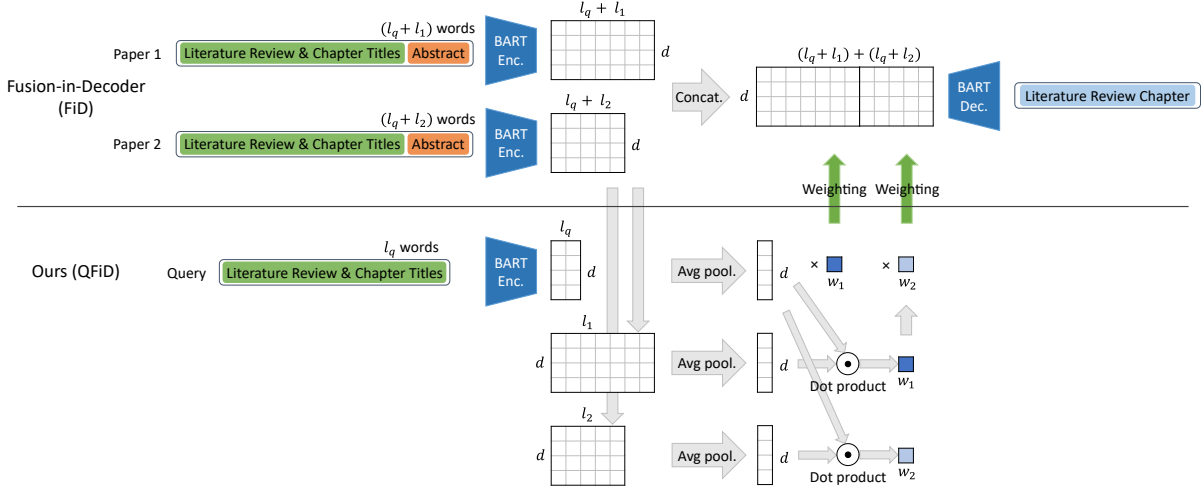 l_q + l_1
(l_q + l_1) words
Paper 1
Literature Review & Chapter Titles
Abstract
BART
Enc.
d
Fusion-in-Decoder
(FiD)
l_q + l_2
(l_q + l_2) words
Paper 2
Literature Review & Chapter Titles
Abstract
BART
Enc.
d
Concat.
(l_q + l_1) + (l_q + l_2)
d
BART
Dec.
Literature Review Chapter
Weighting
Weighting
Ours (QFiD)
l_q words
Query
Literature Review & Chapter Titles
BART
Enc.
l_q
d
Avg pool.
d
× 
w_1
×
w_2
l_1
d
Avg pool.
d
Dot product
w_1
l_2
d
Avg pool.
d
Dot product
w_2